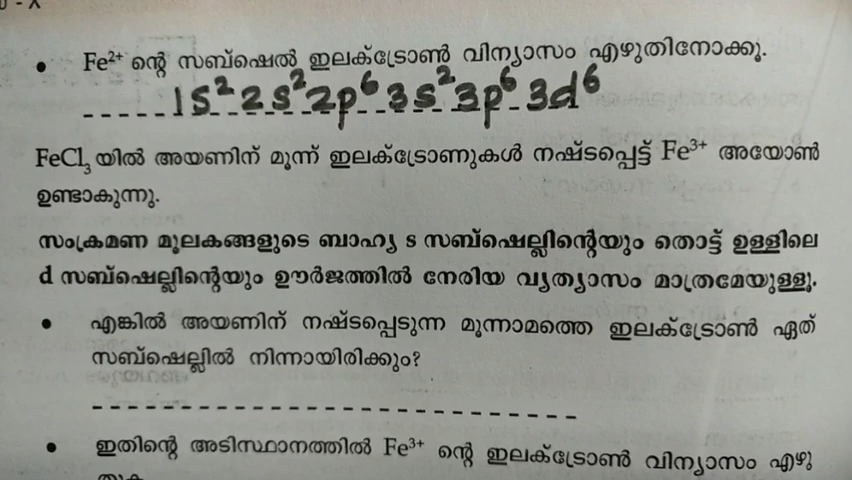 • Fe²⁺ ന്റെ സബ്ഷെൽ ഇലക്ട്രോൺ വിന്യാസം എഴുതിനോക്കൂ.
1s² 2s² 2p⁶ 3s² 3p⁶ 3d⁶
FeCl₃ യിൽ അയണിന് മൂന്ന് ഇലക്ട്രോണുകൾ നഷ്ടപ്പെട്ട് Fe³⁺ അയോൺ
ഉണ്ടാകുന്നു.
സംക്രമണ മൂലകങ്ങളുടെ ബാഹ്യ s സബ്ഷെല്ലിന്റെയും തൊട്ട് ഉള്ളിലെ
d സബ്ഷെല്ലിന്റെയും ഊർജത്തിൽ നേരിയ വ്യത്യാസം മാത്രമേയുള്ളൂ.
• എങ്കിൽ അയണിന് നഷ്ടപ്പെടുന്ന മൂന്നാമത്തെ ഇലക്ട്രോൺ ഏത്
സബ്ഷെല്ലിൽ നിന്നായിരിക്കും?
• ഇതിന്റെ അടിസ്ഥാനത്തിൽ Fe³⁺ ന്റെ ഇലക്ട്രോൺ വിന്യാസം എഴു